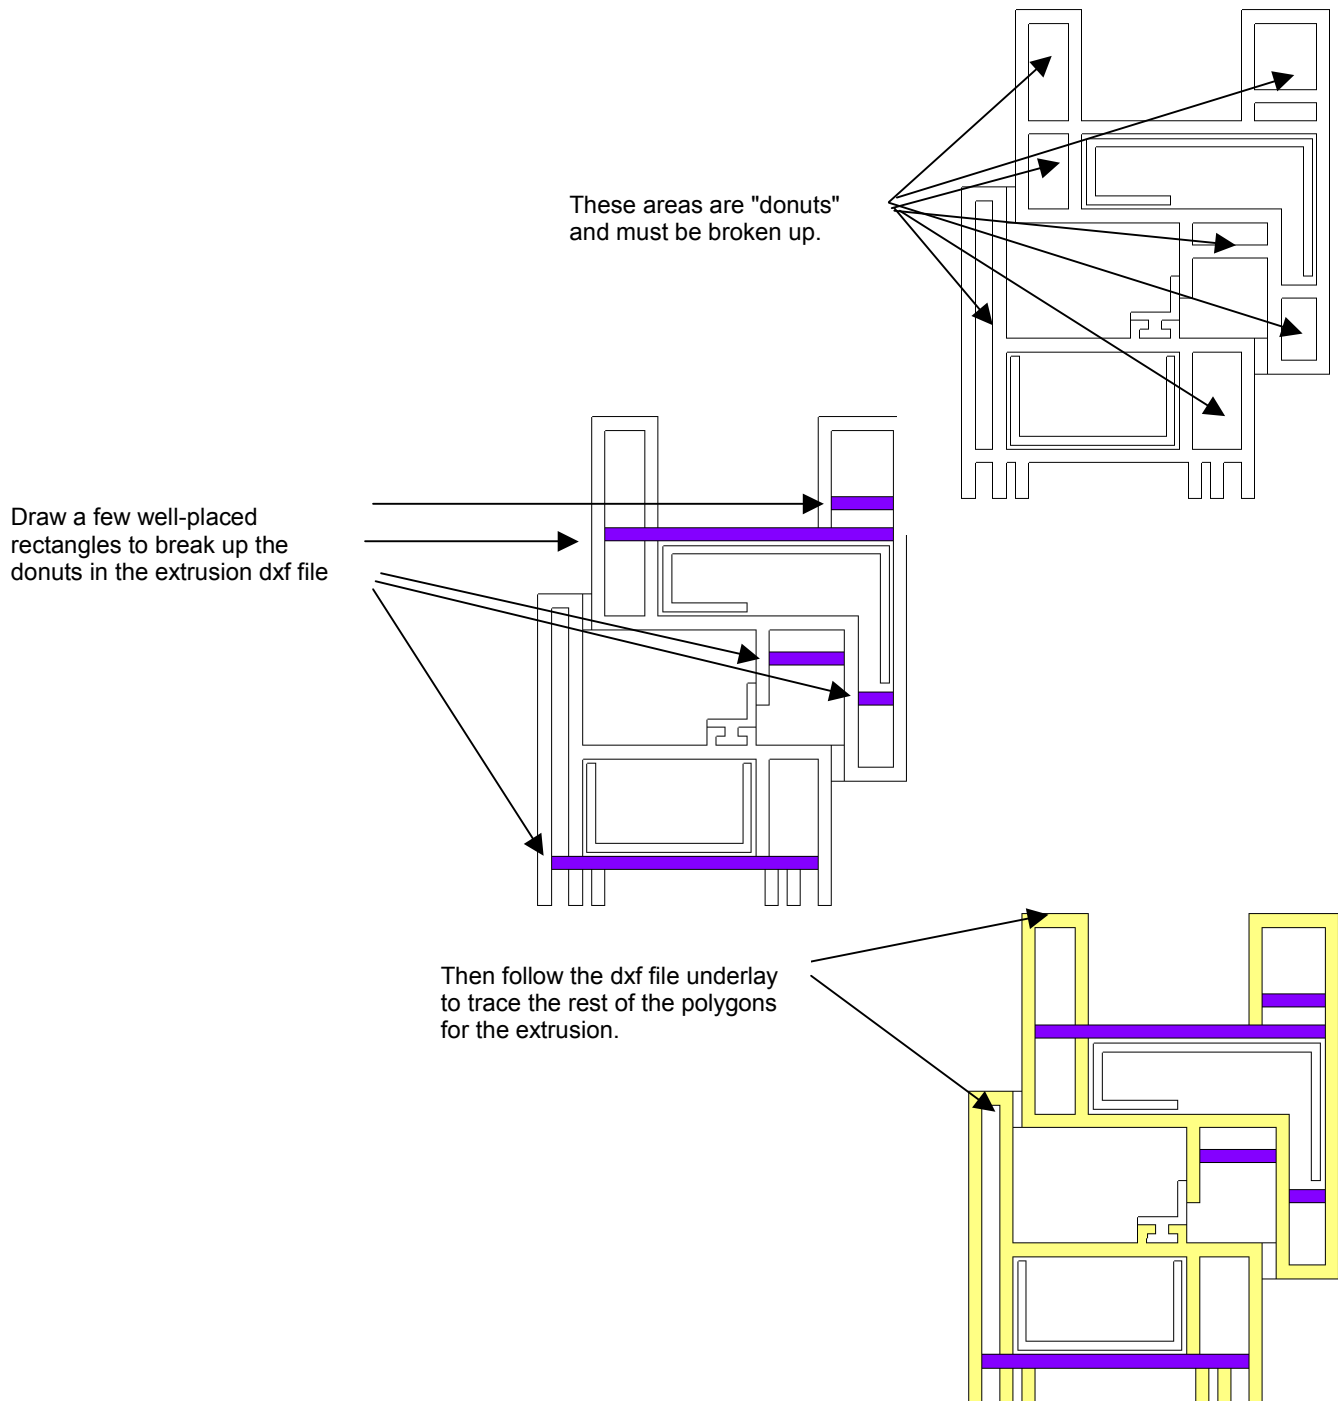 These areas are "donuts"
and must be broken up.
Draw a few well-placed
rectangles to break up the
donuts in the extrusion dxf file
Then follow the dxf file underlay
to trace the rest of the polygons
for the extrusion.